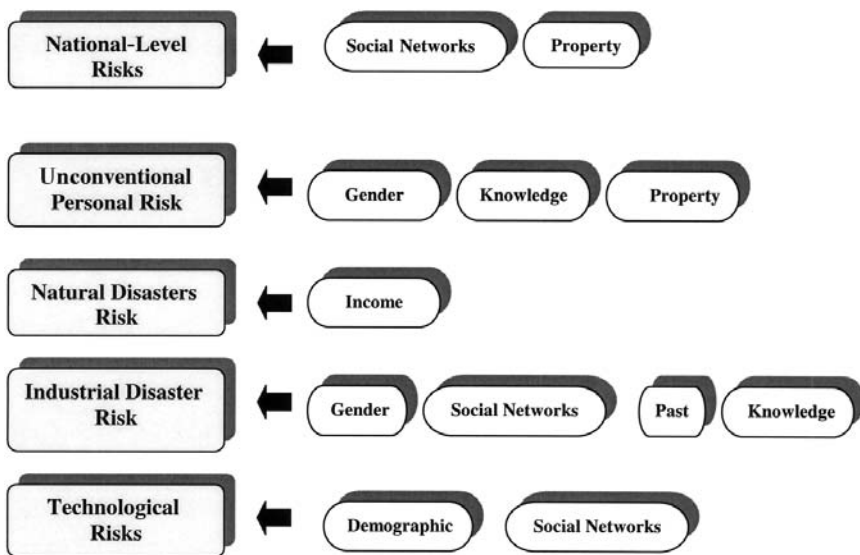 National-Level
Risks
Social Networks
Property
Unconventional
Personal Risk
Gender
Knowledge
Property
Natural Disasters
Risk
Income
Industrial Disaster
Risk
Gender
Social Networks
Past
Knowledge
Technological
Risks
Demographic
Social Networks